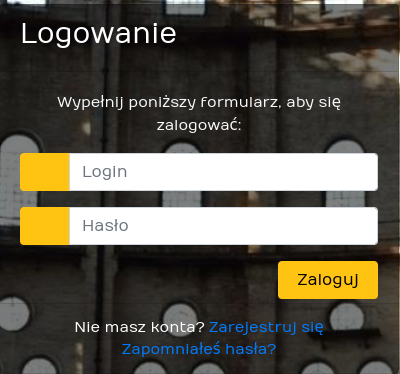 Logowanie
Wypełnij poniższy formularz, aby się
zalogować:
Login
Hasło
Zaloguj
Nie masz konta? Zarejestruj się
Zapomniałeś hasła?